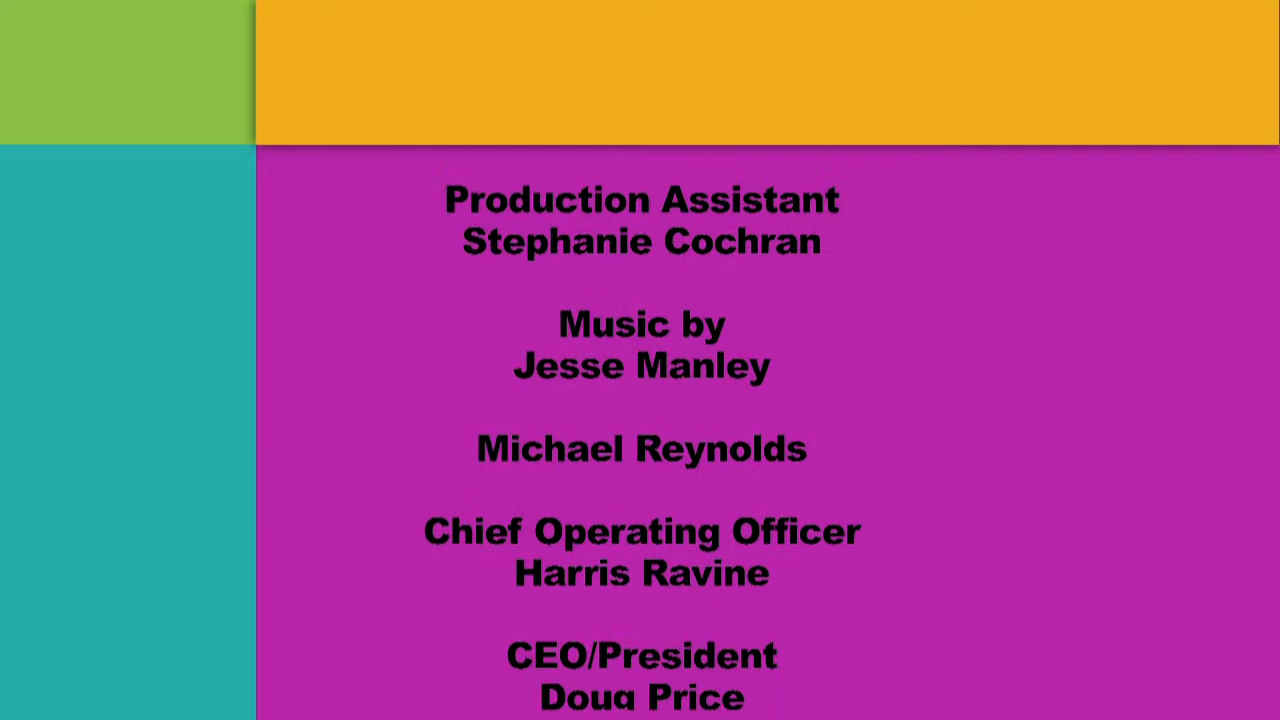 Production Assistant
Stephanie Cochran
Music by
Jesse Manley
Michael Reynolds
Chief Operating Officer
Harris Ravine
CEO/President
Doug Price